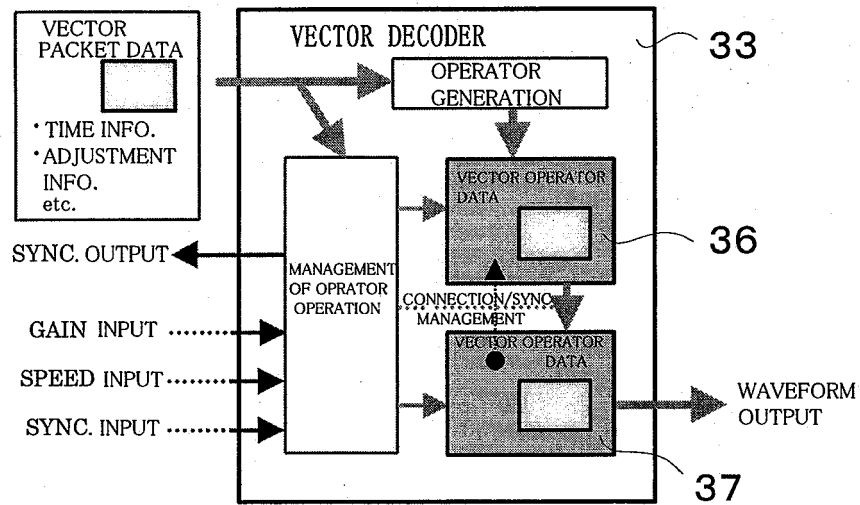 VECTOR
PACKET DATA
・TIME INFO.
・ADJUSTMENT
INFO.
etc.
VECTOR DECODER
33
OPERATOR
GENERATION
VECTOR OPERATOR
DATA
36
SYNC. OUTPUT
MANAGEMENT
OF OPRATOR
OPERATION
CONNECTION/SYNC.
MANAGEMENT
GAIN INPUT
SPEED INPUT
SYNC. INPUT
VECTOR OPERATOR
DATA
37
WAVEFORM
OUTPUT